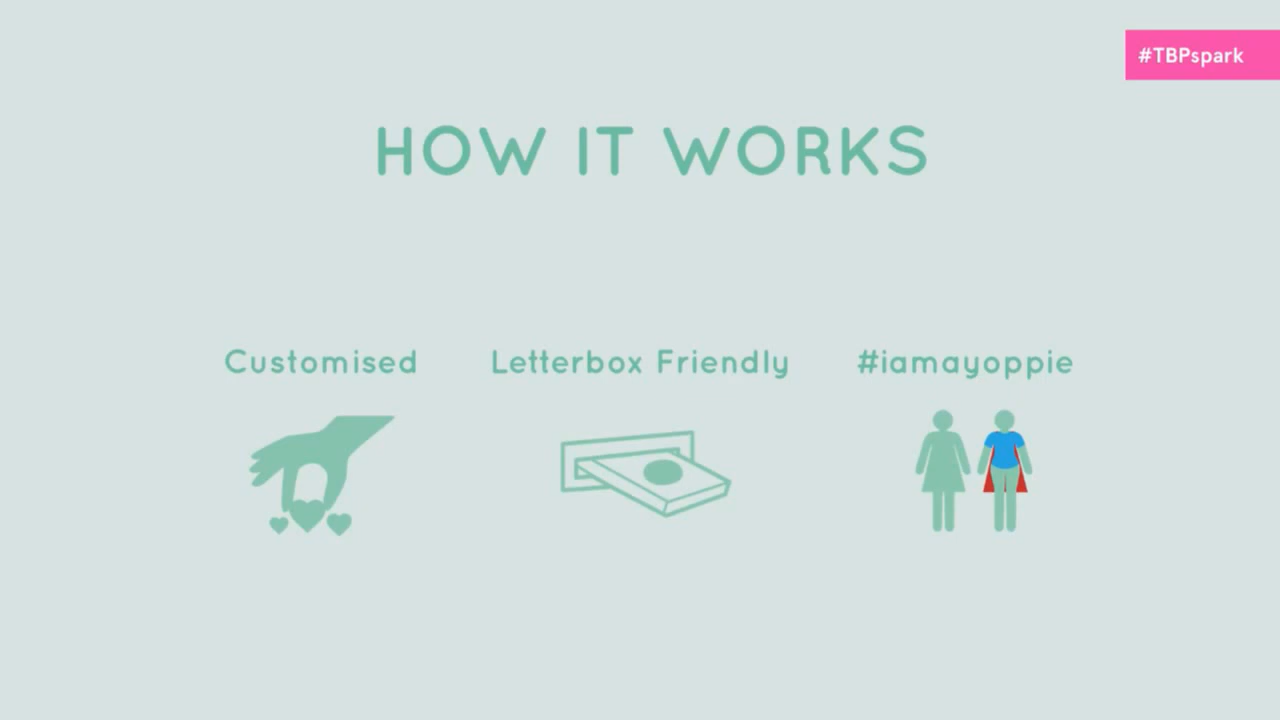 #TBPspark
HOW IT WORKS
Customised
Letterbox Friendly
#iamayoppie